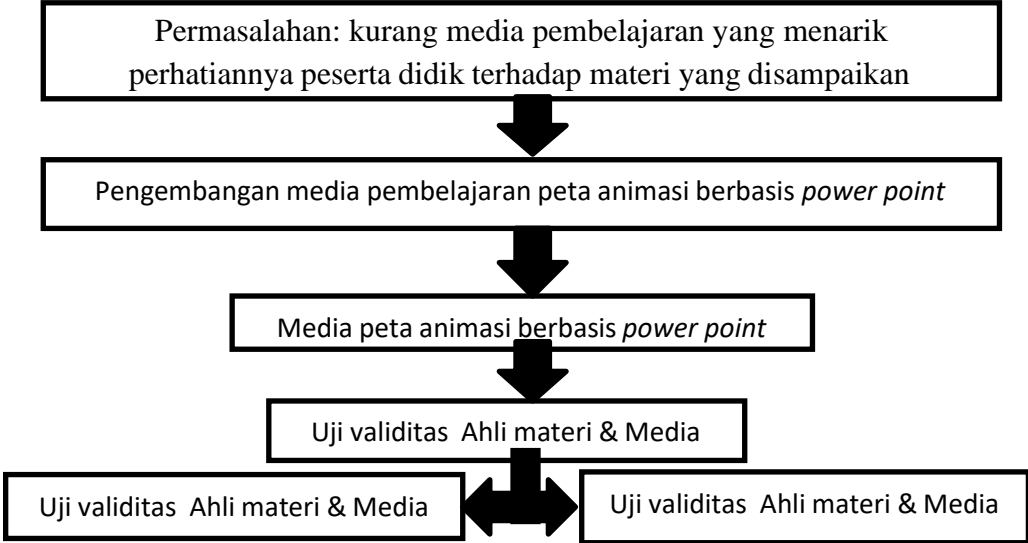 Permasalahan: kurang media pembelajaran yang menarik
perhatiannya peserta didik terhadap materi yang disampaikan
Pengembangan media pembelajaran peta animasi berbasis power point
Media peta animasi berbasis power point
Uji validitas Ahli materi & Media
Uji validitas Ahli materi & Media
Uji validitas Ahli materi & Media